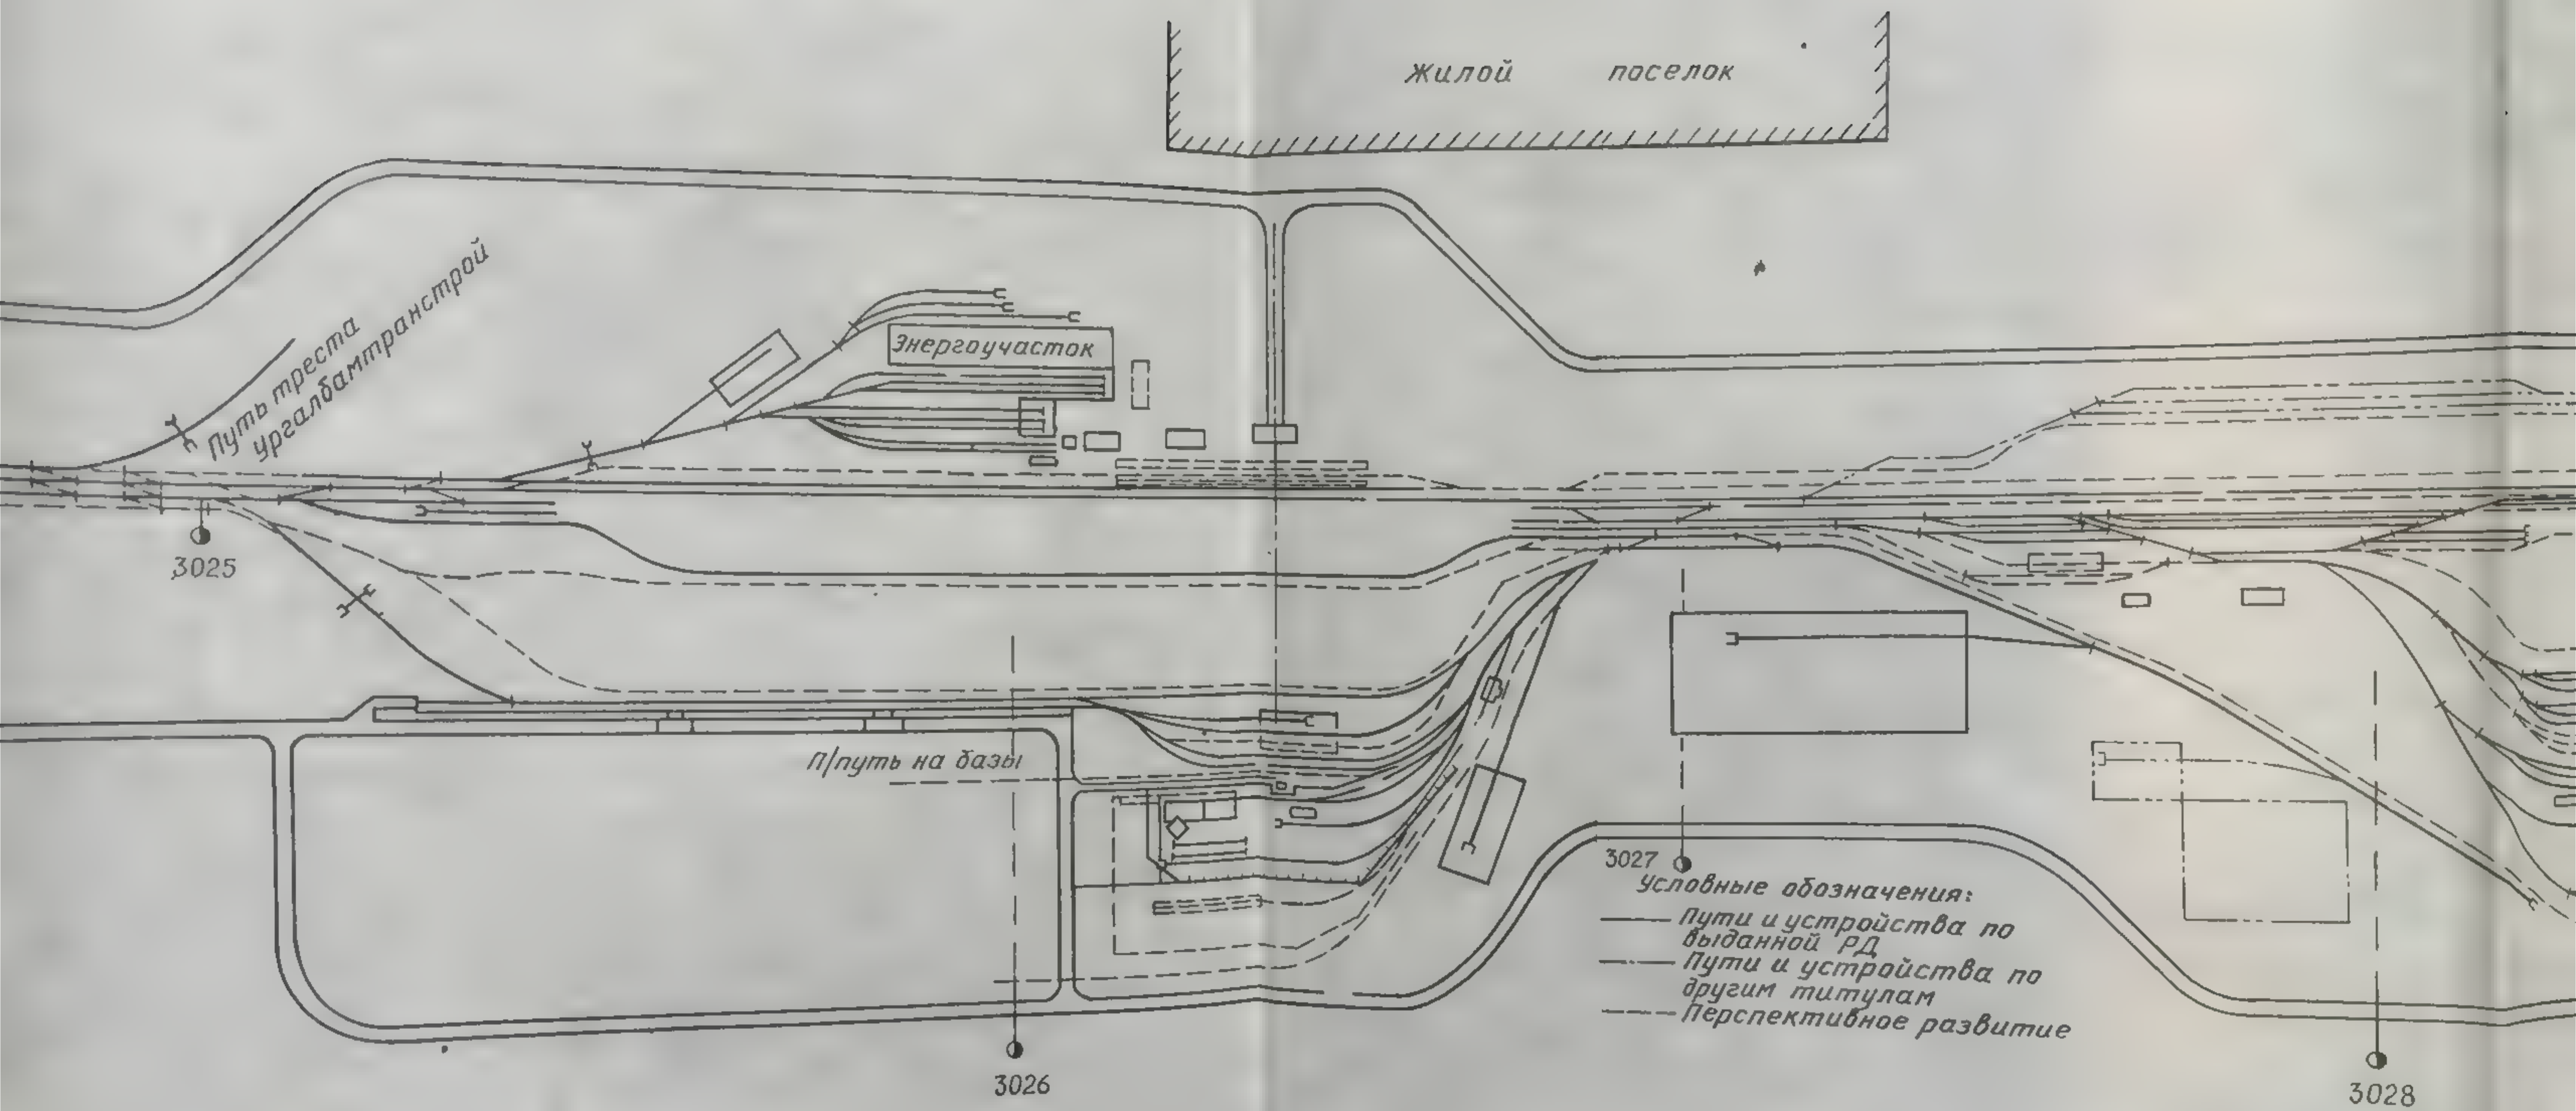 Жилой поселок
Путь треста
ургалбамтранстрой
Энергоучасток
3025
П/путь на базы
3027
Условные обозначения:
Пути и устройства по
выданной РД
Пути и устройства по
другим титулам
Перспективное развитие
3026
3028